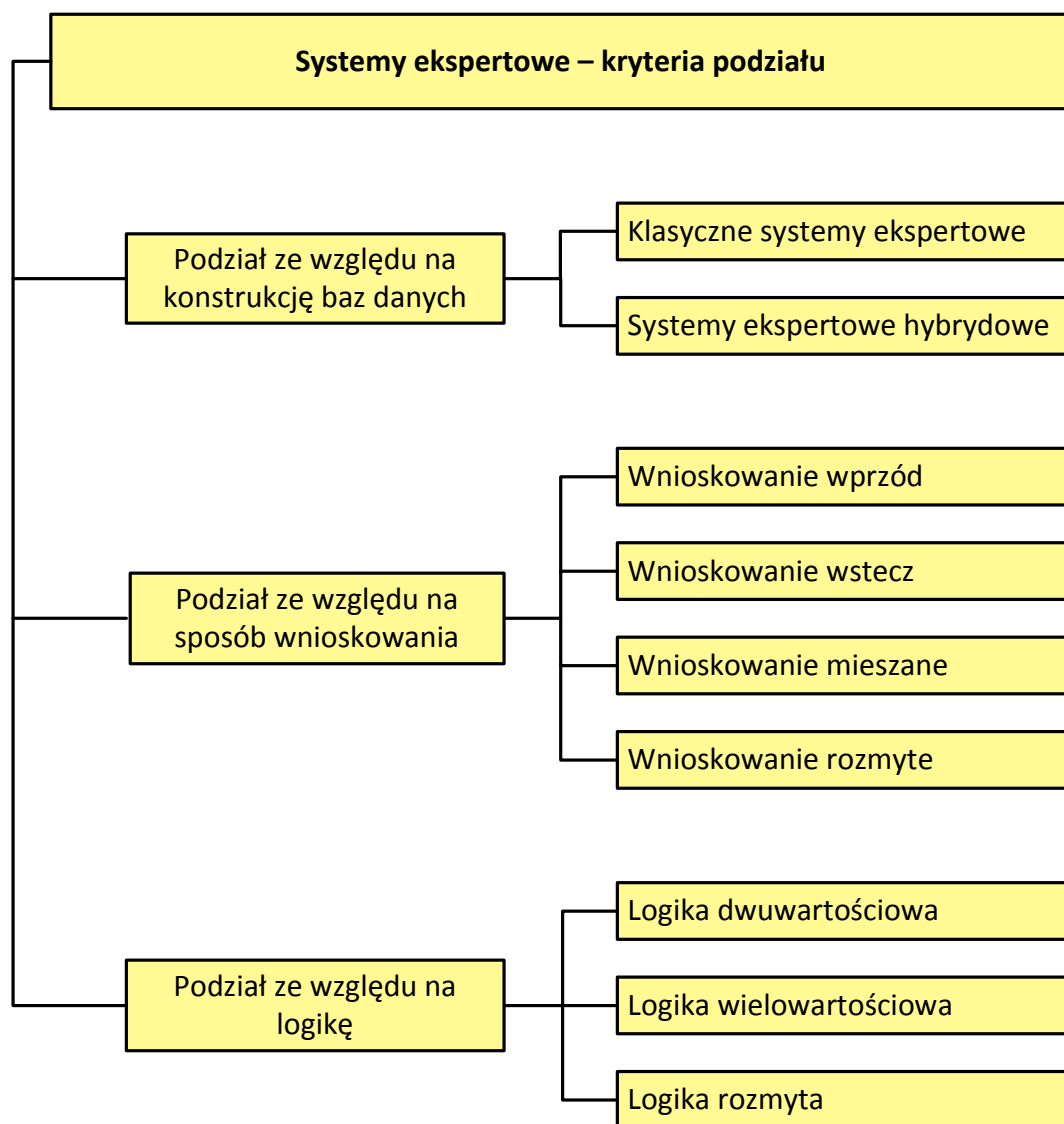 Systemy ekspertowe – kryteria podziału
Podział ze względu na
konstrukcję baz danych
Klasyczne systemy ekspertowe
Systemy ekspertowe hybrydowe
Podział ze względu na
sposób wnioskowania
Wnioskowanie wprzód
Wnioskowanie wstecz
Wnioskowanie mieszane
Wnioskowanie rozmyte
Podział ze względu na
logikę
Logika dwuwartościowa
Logika wielowartościowa
Logika rozmyta